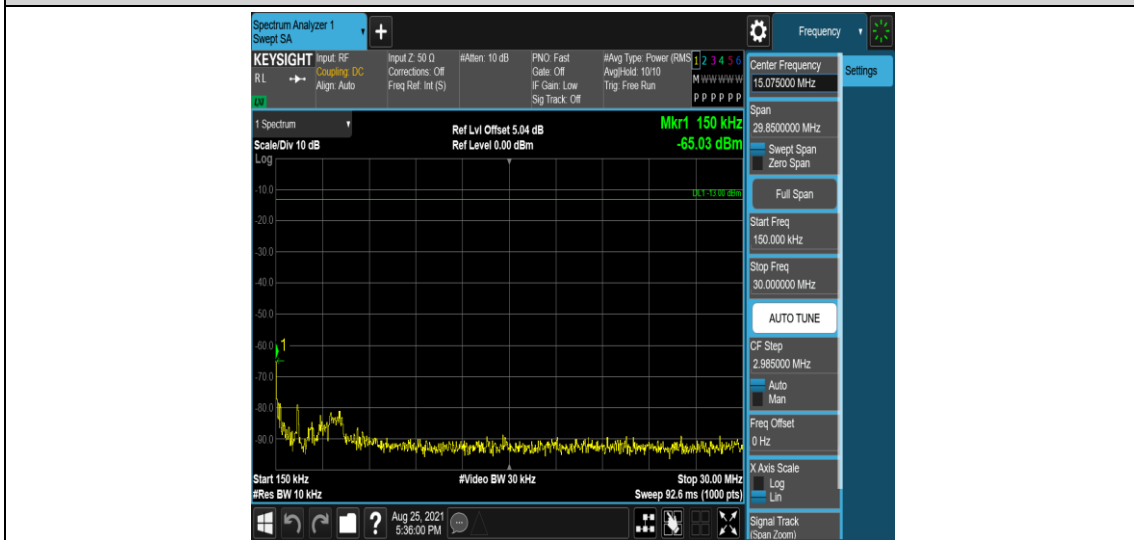 Spectrum Analyzer 1
Swept SA
+
Frequency
KEYSIGHT
RL
LXI
Input: RF
Coupling: DC
Align: Auto
Input Z: 50 Ω
Corrections: Off
Freq Ref: Int (S)
#Atten: 10 dB
PNO: Fast
Gate: Off
IF Gain: Low
Sig Track: Off
#Avg Type: Power (RMS
Avg|Hold: 10/10
Trig: Free Run
1 2 3 4 5 6
M W W W W W
P P P P P P
1 Spectrum
Scale/Div 10 dB
Log
Ref Lvl Offset 5.04 dB
Ref Level 0.00 dBm
Mkr1 150 kHz
-65.03 dBm
DL1 -13.00 dBm
-10.0
-20.0
-30.0
-40.0
-50.0
-60.0
1
-70.0
-80.0
-90.0
Start 150 kHz
#Res BW 10 kHz
#Video BW 30 kHz
Stop 30.00 MHz
Sweep 92.6 ms (1000 pts)
?
Aug 25, 2021
5:36:00 PM
Center Frequency
15.075000 MHz
Settings
Span
29.8500000 MHz
Swept Span
Zero Span
Full Span
Start Freq
150.000 kHz
Stop Freq
30.000000 MHz
AUTO TUNE
CF Step
2.985000 MHz
Auto
Man
Freq Offset
0 Hz
X Axis Scale
Log
Lin
Signal Track
(Span Zoom)